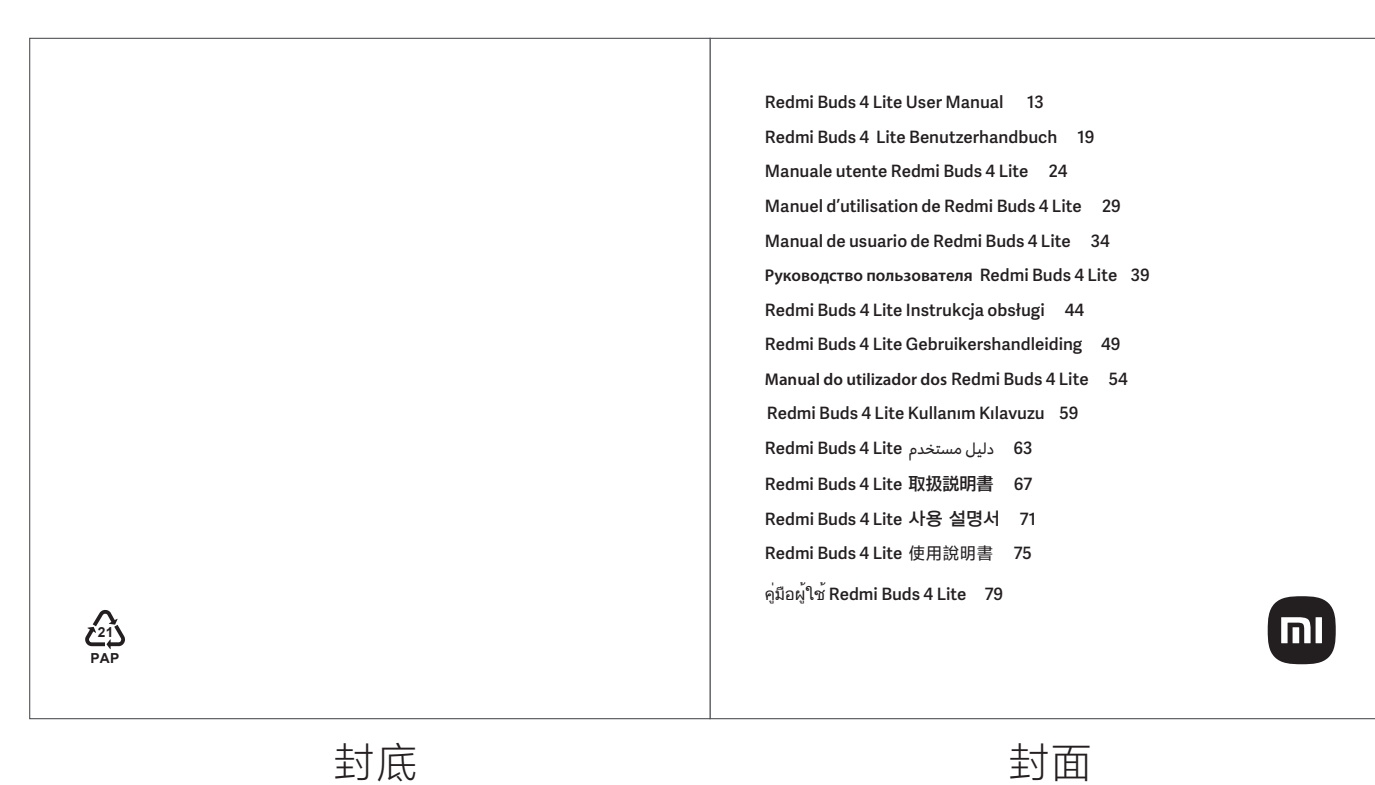 Redmi Buds 4 Lite User Manual 13
Redmi Buds 4 Lite Benutzerhandbuch 19
Manuale utente Redmi Buds 4 Lite 24
Manuel d’utilisation de Redmi Buds 4 Lite 29
Manual de usuario de Redmi Buds 4 Lite 34
Руководство пользователя Redmi Buds 4 Lite 39
Redmi Buds 4 Lite Instrukcja obsługi 44
Redmi Buds 4 Lite Gebruikershandleiding 49
Manual do utilizador dos Redmi Buds 4 Lite 54
Redmi Buds 4 Lite Kullanım Kılavuzu 59
Redmi Buds 4 Lite دليل مستخدم 63
Redmi Buds 4 Lite 取扱説明書 67
Redmi Buds 4 Lite 사용 설명서 71
Redmi Buds 4 Lite 使用說明書 75
คู่มือผู้ใช้ Redmi Buds 4 Lite 79
mi
21
PAP
封底
封面